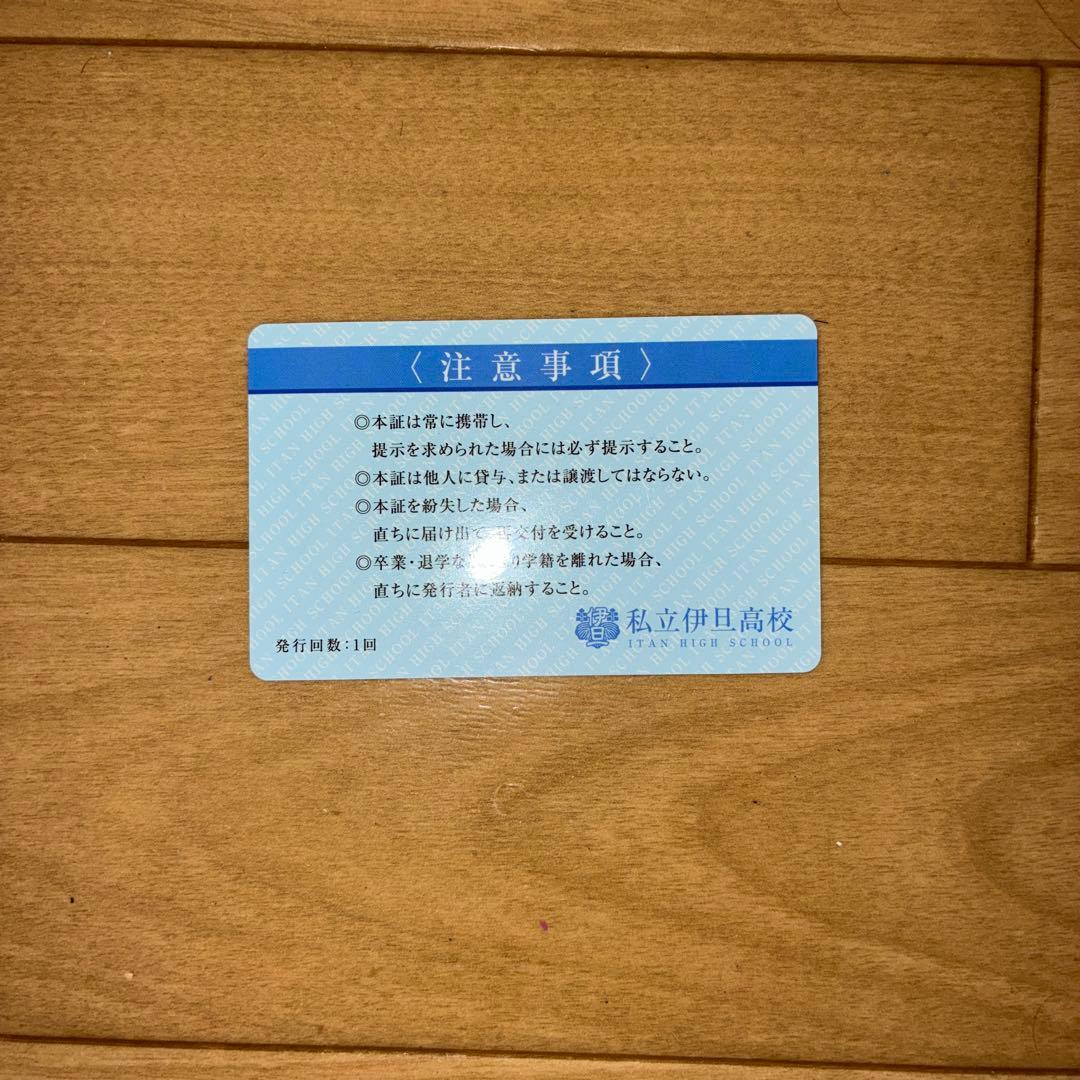 〈注意事項〉
◎本証は常に携帯し、
提示を求められた場合には必ず提示すること。
◎本証は他人に貸与、または譲渡してはならない。
◎本証を紛失した場合、
直ちに届け出て 再交付を受けること。
◎卒業・退学な 学籍を離れた場合、
直ちに発行者に返納すること。
発行回数:1回
伊旦
私立伊旦高校
ITAN HIGH SCHOOL